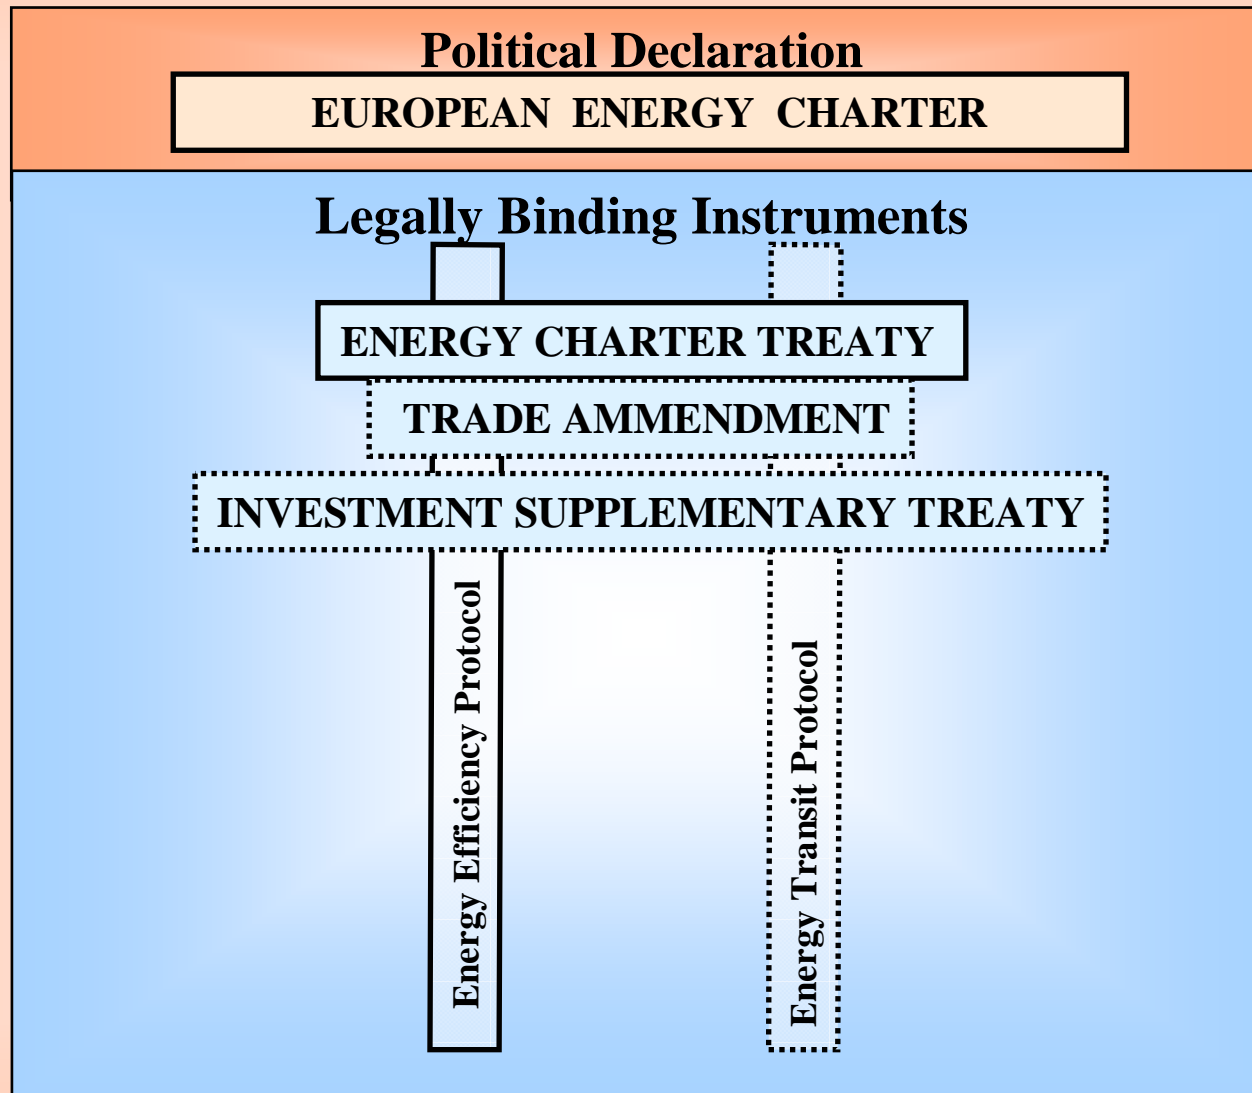 Political Declaration
EUROPEAN ENERGY CHARTER
Legally Binding Instruments
ENERGY CHARTER TREATY
TRADE AMMENDMENT
INVESTMENT SUPPLEMENTARY TREATY
Energy Efficiency Protocol
Energy Transit Protocol